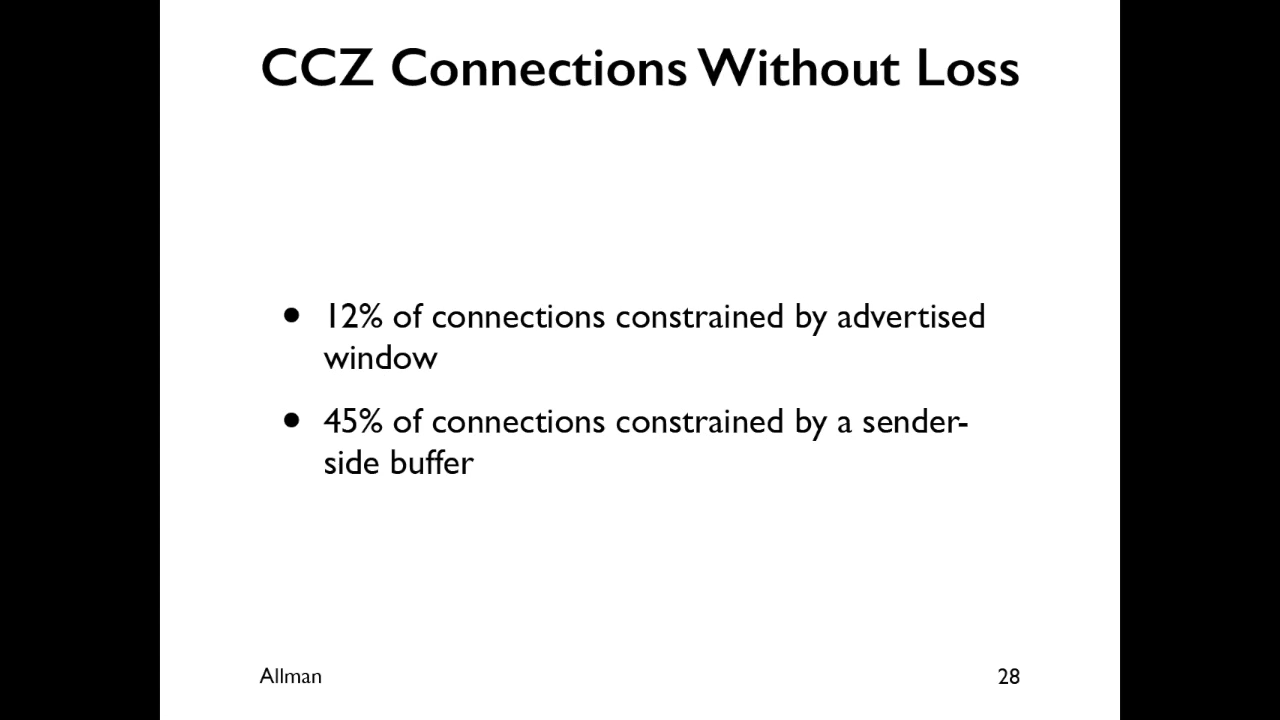 CCZ Connections Without Loss
• 12% of connections constrained by advertised
window
• 45% of connections constrained by a sender-
side buffer
Allman
28